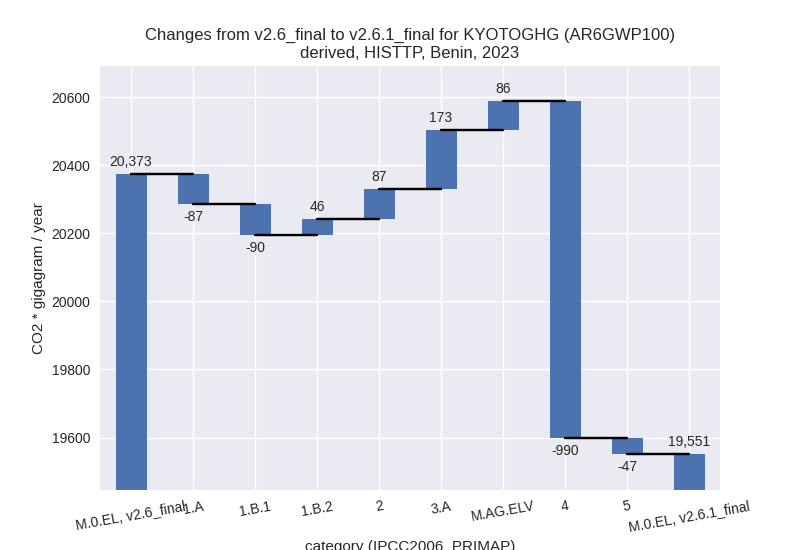 Changes from v2.6_final to v2.6.1_final for KYOTOGHG (AR6GWP100)
derived, HISTTP, Benin, 2023
CO2 * gigagram / year
20600
20400
20200
20000
19800
19600
20,373
-87
-90
46
87
173
86
-990
-47
19,551
M.0.EL, v2.6_final
1.A
1.B.1
1.B.2
2
3.A
M.AG.ELV
4
5
M.0.EL, v2.6.1_final
category (IPCC2006_PRIMAP)